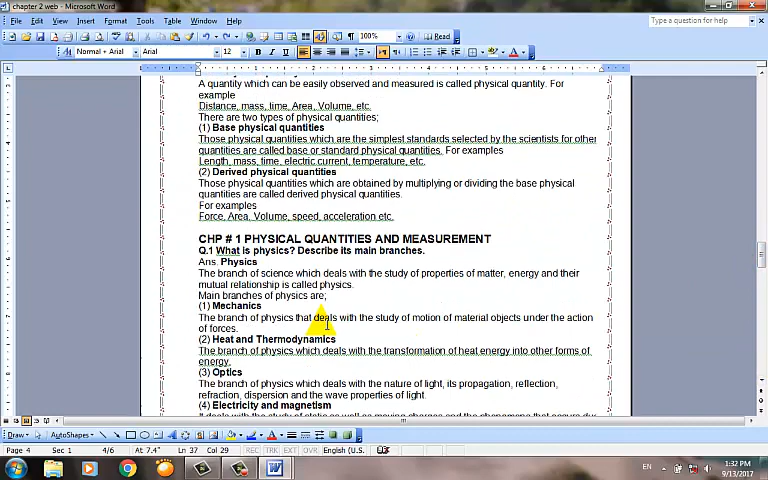 chapter 2 web - Microsoft Word
File Edit View Insert Format Tools Table Window Help
Type a question for help
100% Read
Normal + Arial Arial 12 B I U
A quantity which can be easily observed and measured is called physical quantity. For
example
Distance, mass, time, Area, Volume, etc.
There are two types of physical quantities;
(1) Base physical quantities
Those physical quantities which are the simplest standards selected by the scientists for other
quantities are called base or standard physical quantities. For examples
Length, mass, time, electric current, temperature, etc.
(2) Derived physical quantities
Those physical quantities which are obtained by multiplying or dividing the base physical
quantities are called derived physical quantities.
For examples
Force, Area, Volume, speed, acceleration etc.
CHP # 1 PHYSICAL QUANTITIES AND MEASUREMENT
Q.1 What is physics? Describe its main branches.
Ans. Physics
The branch of science which deals with the study of properties of matter, energy and their
mutual relationship is called physics.
Main branches of physics are;
(1) Mechanics
The branch of physics that deals with the study of motion of material objects under the action
of forces.
(2) Heat and Thermodynamics
The branch of physics which deals with the transformation of heat energy into other forms of
energy.
(3) Optics
The branch of physics which deals with the nature of light, its propagation, reflection,
refraction, dispersion and the wave properties of light.
(4) Electricity and magnetism
Draw AutoShapes
Page 4 Sec 1 4/6 At 7.4" Ln 37 Col 29 REC TRK EXT OVR English (U.S.
EN 1:32 PM
9/13/2017